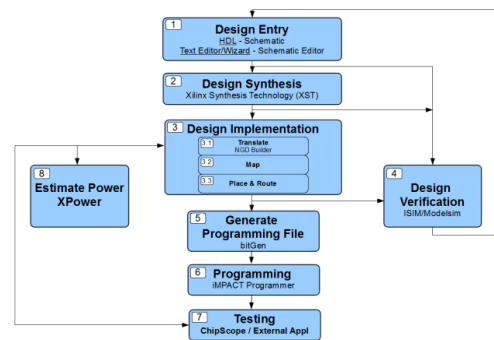 1
Design Entry
HDL - Schematic
Text Editor/Wizard - Schematic Editor
2
Design Synthesis
Xilinx Synthesis Technology (XST)
3
Design Implementation
3.1
Translate
NGD Builder
3.2
Map
3.3
Place & Route
8
Estimate Power
XPower
4
Design
Verification
ISIM/Modelsim
5
Generate
Programming File
bitGen
6
Programming
iMPACT Programmer
7
Testing
ChipScope / External Appl